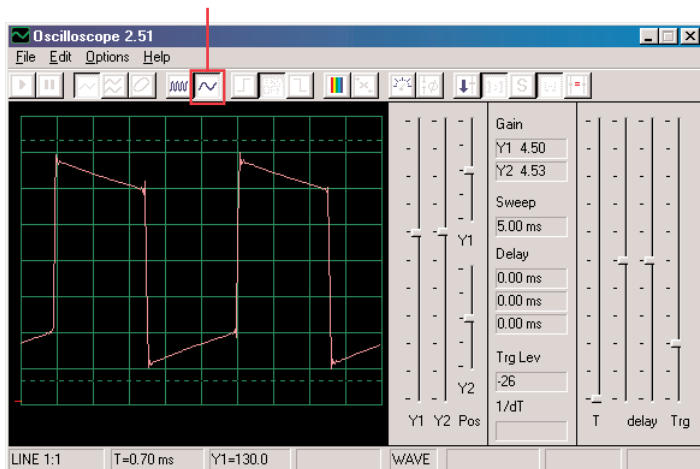 Oscilloscope 2.51
File Edit Options Help
1:1 S
Gain
Y1 4.50
Y2 4.53
Sweep
5.00 ms
Y1
Delay
0.00 ms
0.00 ms
0.00 ms
Trg Lev
-26
Y2
1/dT
Y1 Y2 Pos
T delay Trg
LINE 1:1 T=0.70 ms Y1=130.0 WAVE